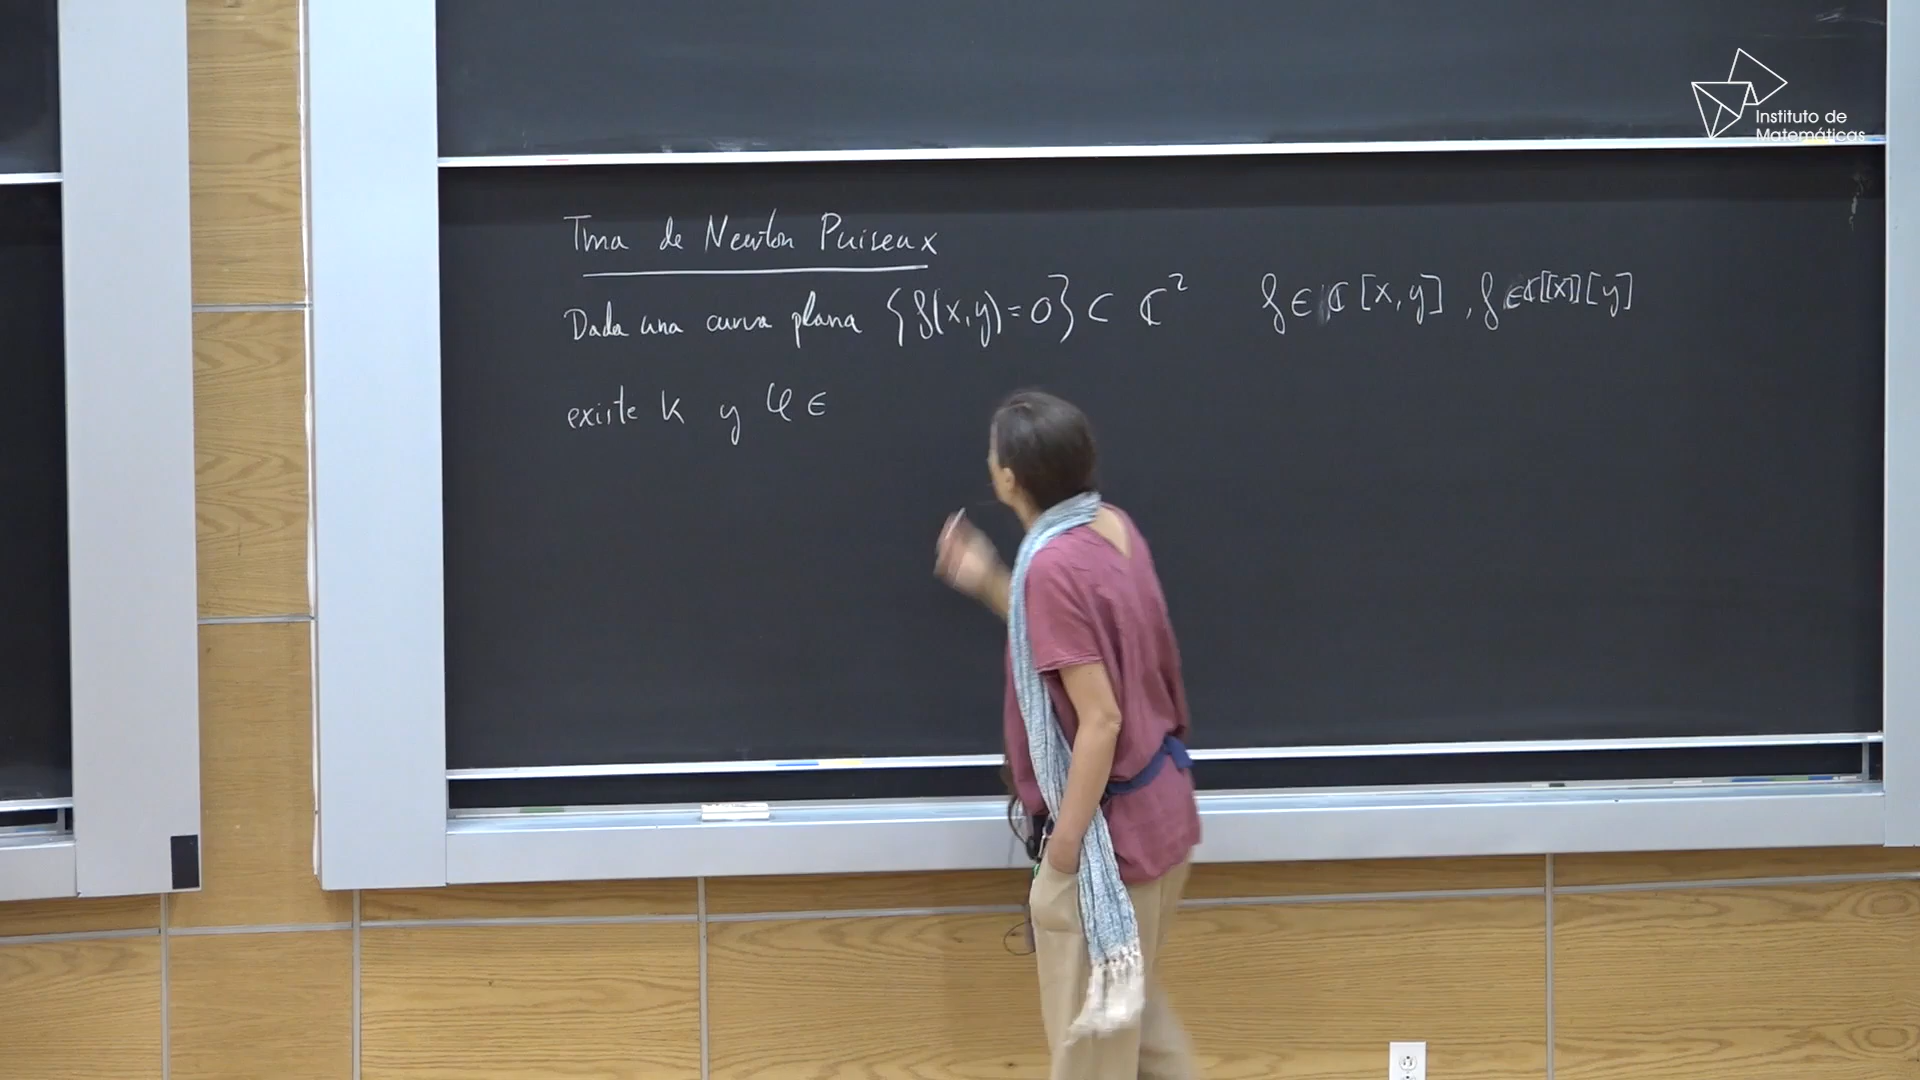 Instituto de
Matemáticas
Tma de Newton Puiseux
Dada una curva plana {f(x,y)=0} ⊂ ℂ² f ∈ ℂ[x,y], f ∈ ℂ[[x]][y]
existe k y φ ∈